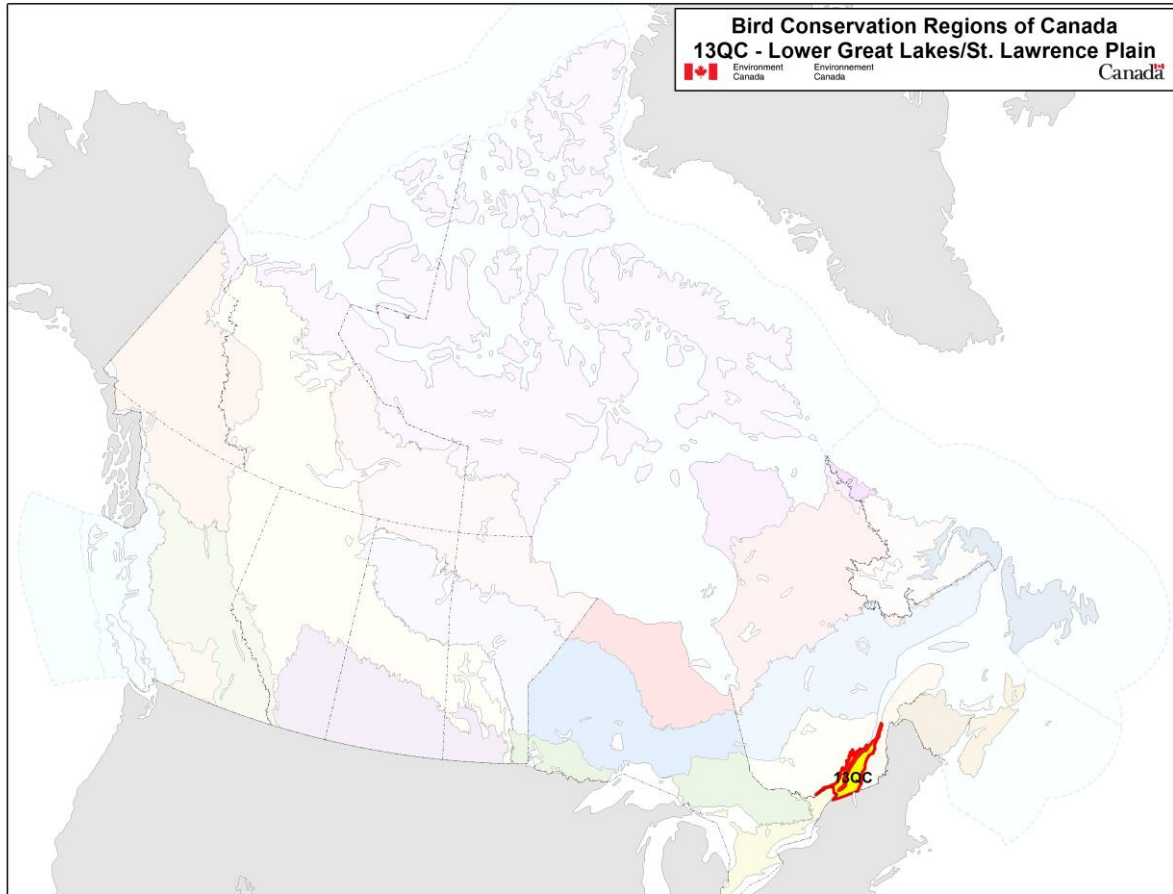 Bird Conservation Regions of Canada
13QC - Lower Great Lakes/St. Lawrence Plain
Environment Environnement
Canada Canada
Canada
13QC